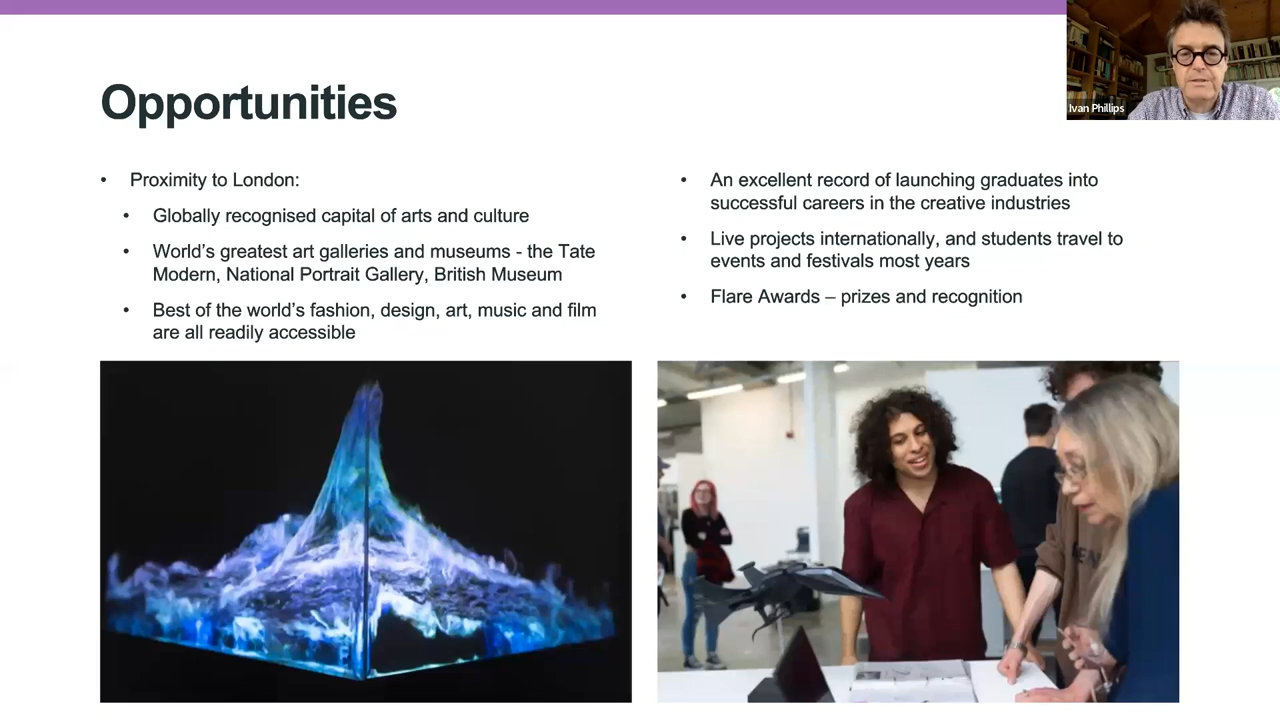 Ivan Phillips
Opportunities
• Proximity to London:
• Globally recognised capital of arts and culture
• World’s greatest art galleries and museums - the Tate
Modern, National Portrait Gallery, British Museum
• Best of the world’s fashion, design, art, music and film
are all readily accessible
• An excellent record of launching graduates into
successful careers in the creative industries
• Live projects internationally, and students travel to
events and festivals most years
• Flare Awards – prizes and recognition